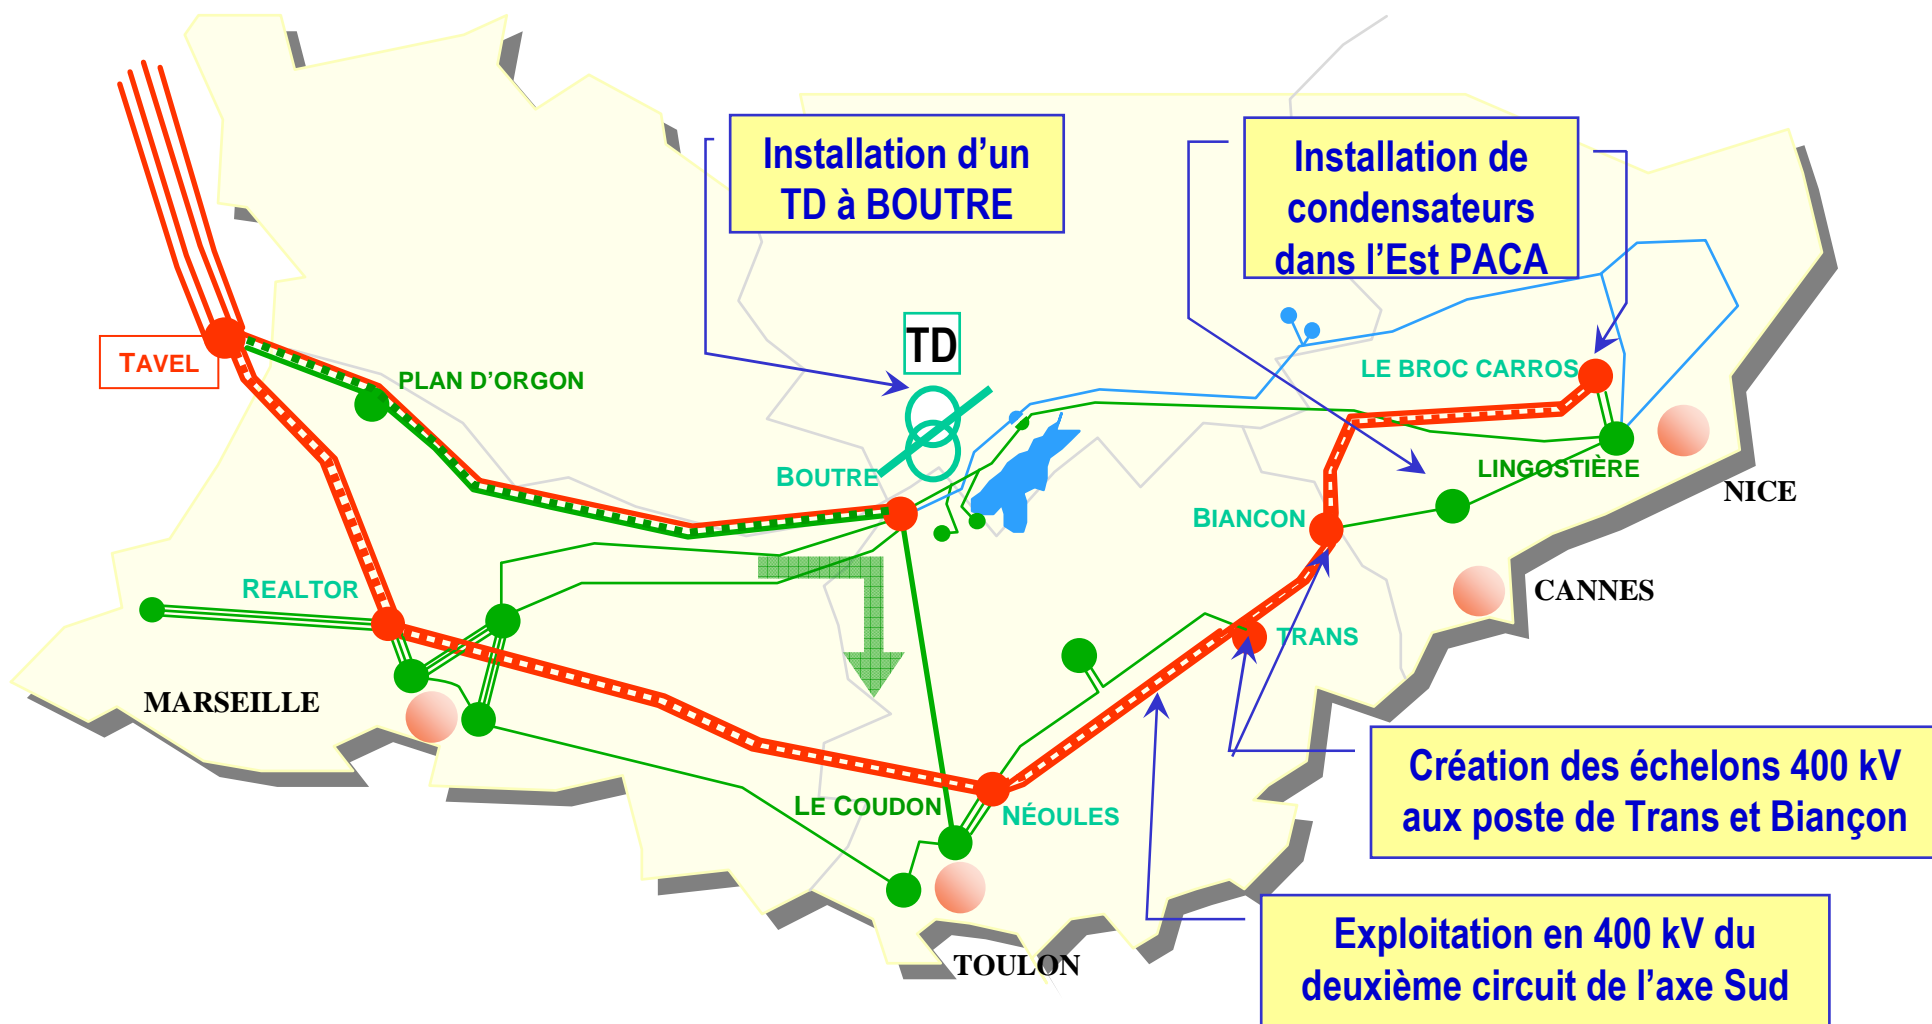 Installation d’un
TD à BOUTRE
Installation de
condensateurs
dans l’Est PACA
TD
TAVEL
PLAN D’ORGON
LE BROC CARROS
BOUTRE
LINGOSTIÈRE
NICE
BIANCON
REALTOR
CANNES
TRANS
MARSEILLE
LE COUDON
NÉOULES
Création des échelons 400 kV
aux poste de Trans et Biançon
TOULON
Exploitation en 400 kV du
deuxième circuit de l’axe Sud